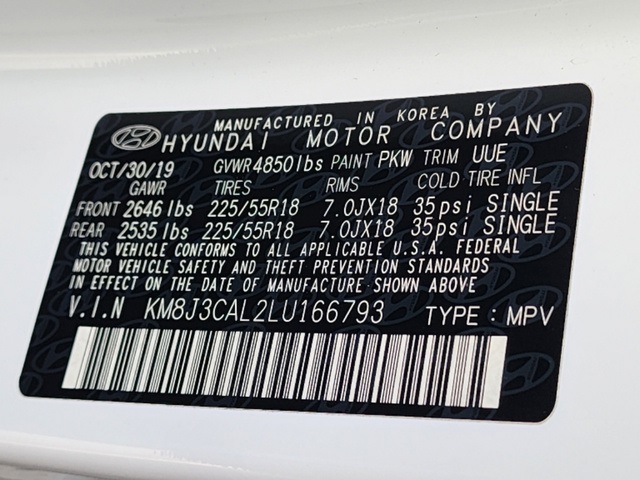 MANUFACTURED IN KOREA BY
HYUNDAI MOTOR COMPANY
OCT/30/19 GVWR 4850lbs PAINT PKW TRIM UUE
GAWR TIRES RIMS COLD TIRE INFL
FRONT 2646 lbs 225/55R18 7.0JX18 35psi SINGLE
REAR 2535 lbs 225/55R18 7.0JX18 35psi SINGLE
THIS VEHICLE CONFORMS TO ALL APPLICABLE U.S.A. FEDERAL
MOTOR VEHICLE SAFETY AND THEFT PREVENTION STANDARDS
IN EFFECT ON THE DATE OF MANUFACTURE SHOWN ABOVE
V.I.N KM8J3CAL2LU166793 TYPE : MPV